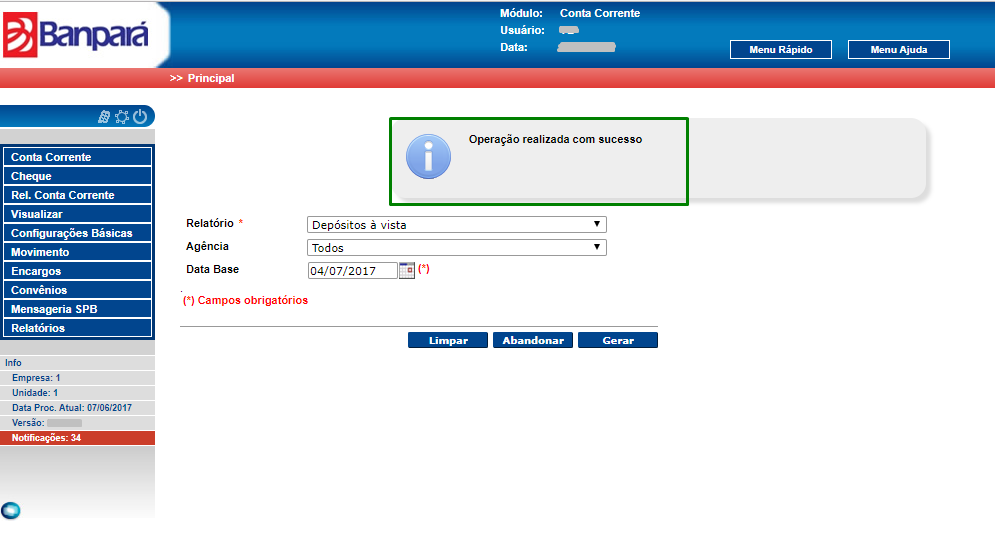 Banpará
Módulo: Conta Corrente
Usuário:
Data:
Menu Rápido
Menu Ajuda
>> Principal
Conta Corrente
Cheque
Rel. Conta Corrente
Visualizar
Configurações Básicas
Movimento
Encargos
Convênios
Mensageria SPB
Relatórios
Info
Empresa: 1
Unidade: 1
Data Proc. Atual: 07/06/2017
Versão:
Notificações: 34
Operação realizada com sucesso
Relatório * Depósitos à vista
Agência Todos
Data Base 04/07/2017 (*)
(*) Campos obrigatórios
Limpar Abandonar Gerar